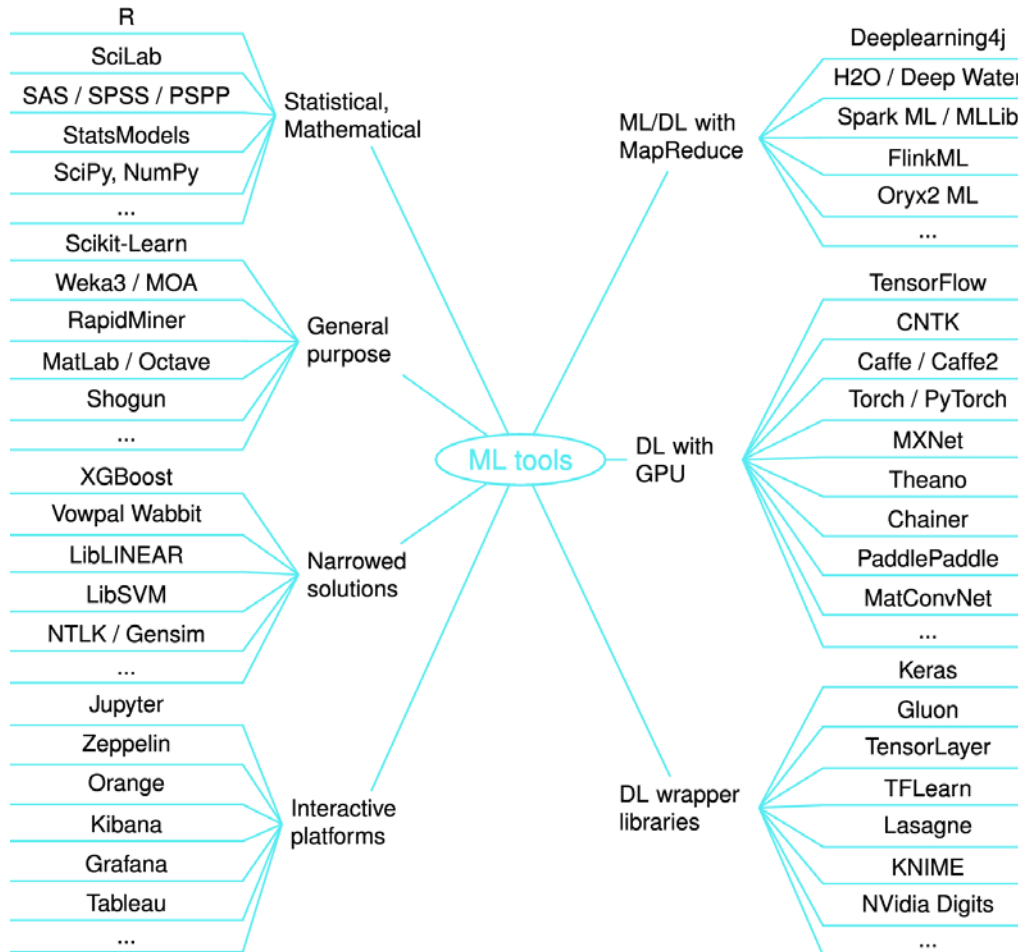 R
SciLab
SAS / SPSS / PSPP
StatsModels
SciPy, NumPy
...
Statistical,
Mathematical
Scikit-Learn
Weka3 / MOA
RapidMiner
MatLab / Octave
Shogun
...
General
purpose
XGBoost
Vowpal Wabbit
LibLINEAR
LibSVM
NTLK / Gensim
...
Narrowed
solutions
Jupyter
Zeppelin
Orange
Kibana
Grafana
Tableau
...
Interactive
platforms
ML tools
ML/DL with
MapReduce
Deeplearning4j
H2O / Deep Water
Spark ML / MLLib
FlinkML
Oryx2 ML
...
DL with
GPU
TensorFlow
CNTK
Caffe / Caffe2
Torch / PyTorch
MXNet
Theano
Chainer
PaddlePaddle
MatConvNet
...
DL wrapper
libraries
Keras
Gluon
TensorLayer
TFLearn
Lasagne
KNIME
NVidia Digits
...